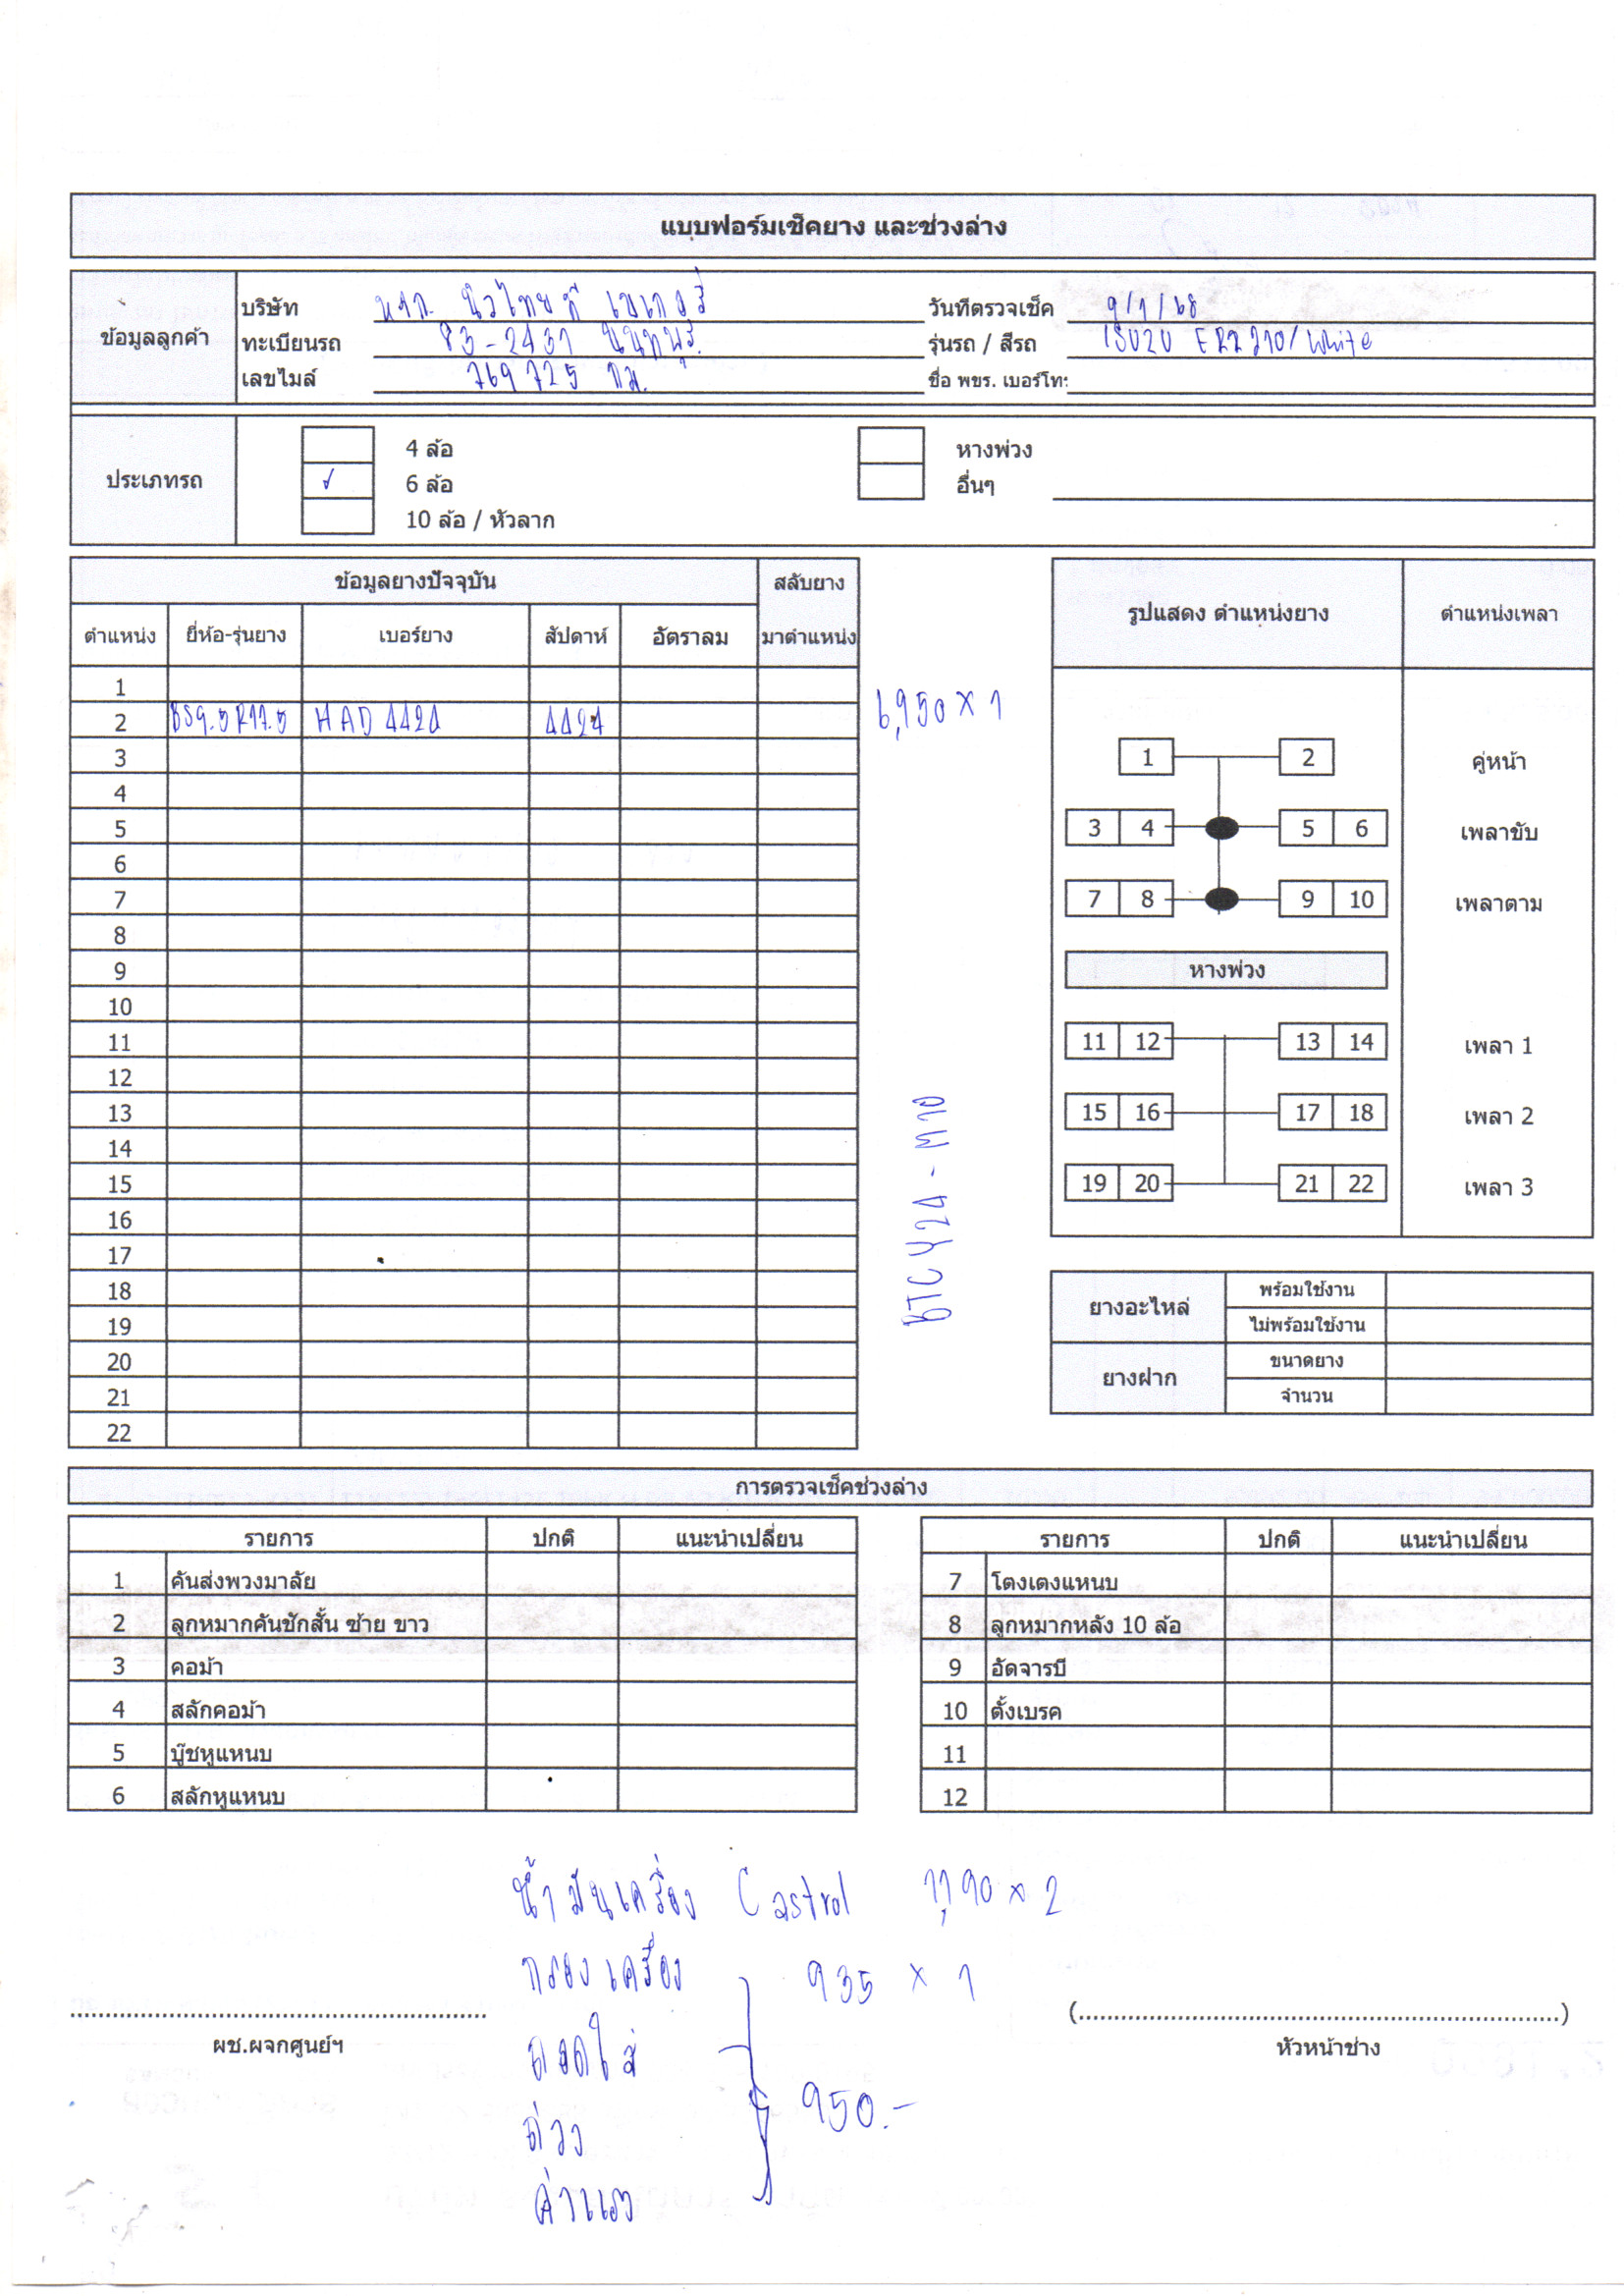 แบบฟอร์มเช็คยาง และช่วงล่าง
ข้อมูลลูกค้า
บริษัท หจก. นิวไทยกี่ เบเกอรี่ วันที่ตรวจเช็ค 9/1/68
ทะเบียนรถ 83-2431 นนทบุรี รุ่นรถ / สีรถ ISUZU /White
เลขไมล์ 769725 กม. ชื่อ พขร. เบอร์โทร
ประเภทรถ
4 ล้อ หางพ่วง
✓ 6 ล้อ อื่นๆ
10 ล้อ / หัวลาก
ข้อมูลยางปัจจุบัน สลับยาง
ตำแหน่ง ยี่ห้อ-รุ่นยาง เบอร์ยาง สัปดาห์ อัตราลม มาตำแหน่ง
1
2 BS9.5R17.5 HAD4424 4424
6,950 x 1
3
4
5
6
7
8
9
10
11
12
13
14
15
16
17
18
19
20
21
22
รูปแสดง ตำแหน่งยาง ตำแหน่งเพลา
1 2 คู่หน้า
3 4 5 6 เพลาขับ
7 8 9 10 เพลาตาม
หางพ่วง
11 12 13 14 เพลา 1
15 16 17 18 เพลา 2
19 20 21 22 เพลา 3
ยางอะไหล่ พร้อมใช้งาน
ไม่พร้อมใช้งาน
ยางฝาก ขนาดยาง
จำนวน
การตรวจเช็คช่วงล่าง
รายการ ปกติ แนะนำเปลี่ยน รายการ ปกติ แนะนำเปลี่ยน
1 คันส่งพวงมาลัย 7 โตงเตงแหนบ
2 ลูกหมากคันชักสั้น ซ้าย ขาว 8 ลูกหมากหลัง 10 ล้อ
3 คอม้า 9 อัดจารบี
4 สลักคอม้า 10 ตั้งเบรค
5 บู๊ชหูแหนบ 11
6 สลักหูแหนบ 12
น้ำมันเครื่อง Castrol 1,190 x 2
กรองเครื่อง 935 x 1
ถอดใส่
ถ่วง 950.-
ค่าแรง
ผช.ผจกศูนย์ฯ
(..........................................................)
หัวหน้าช่าง